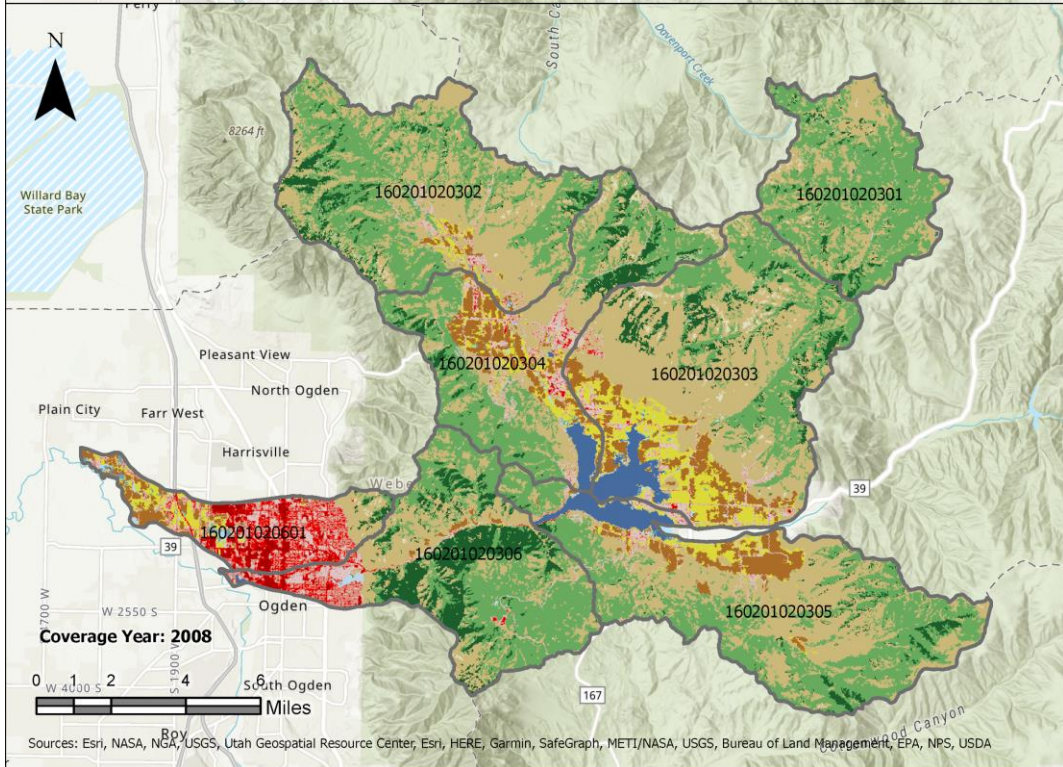 Perry
N
South Ca
Davenport Creek
8264 ft
Willard Bay
State Park
160201020302
160201020301
160201020304
160201020303
Pleasant View
North Ogden
Plain City
Farr West
Harrisville
Webe
39
160201020601
39
160201020306
160201020305
4700 W
W 2550 S
Ogden
Coverage Year: 2008
S 1900 W
0 1 2 4 6
Miles
W 4000 S
South Ogden
167
Roy
Cottonwood Canyon
Sources: Esri, NASA, NGA, USGS, Utah Geospatial Resource Center, Esri, HERE, Garmin, SafeGraph, METI/NASA, USGS, Bureau of Land Management, EPA, NPS, USDA